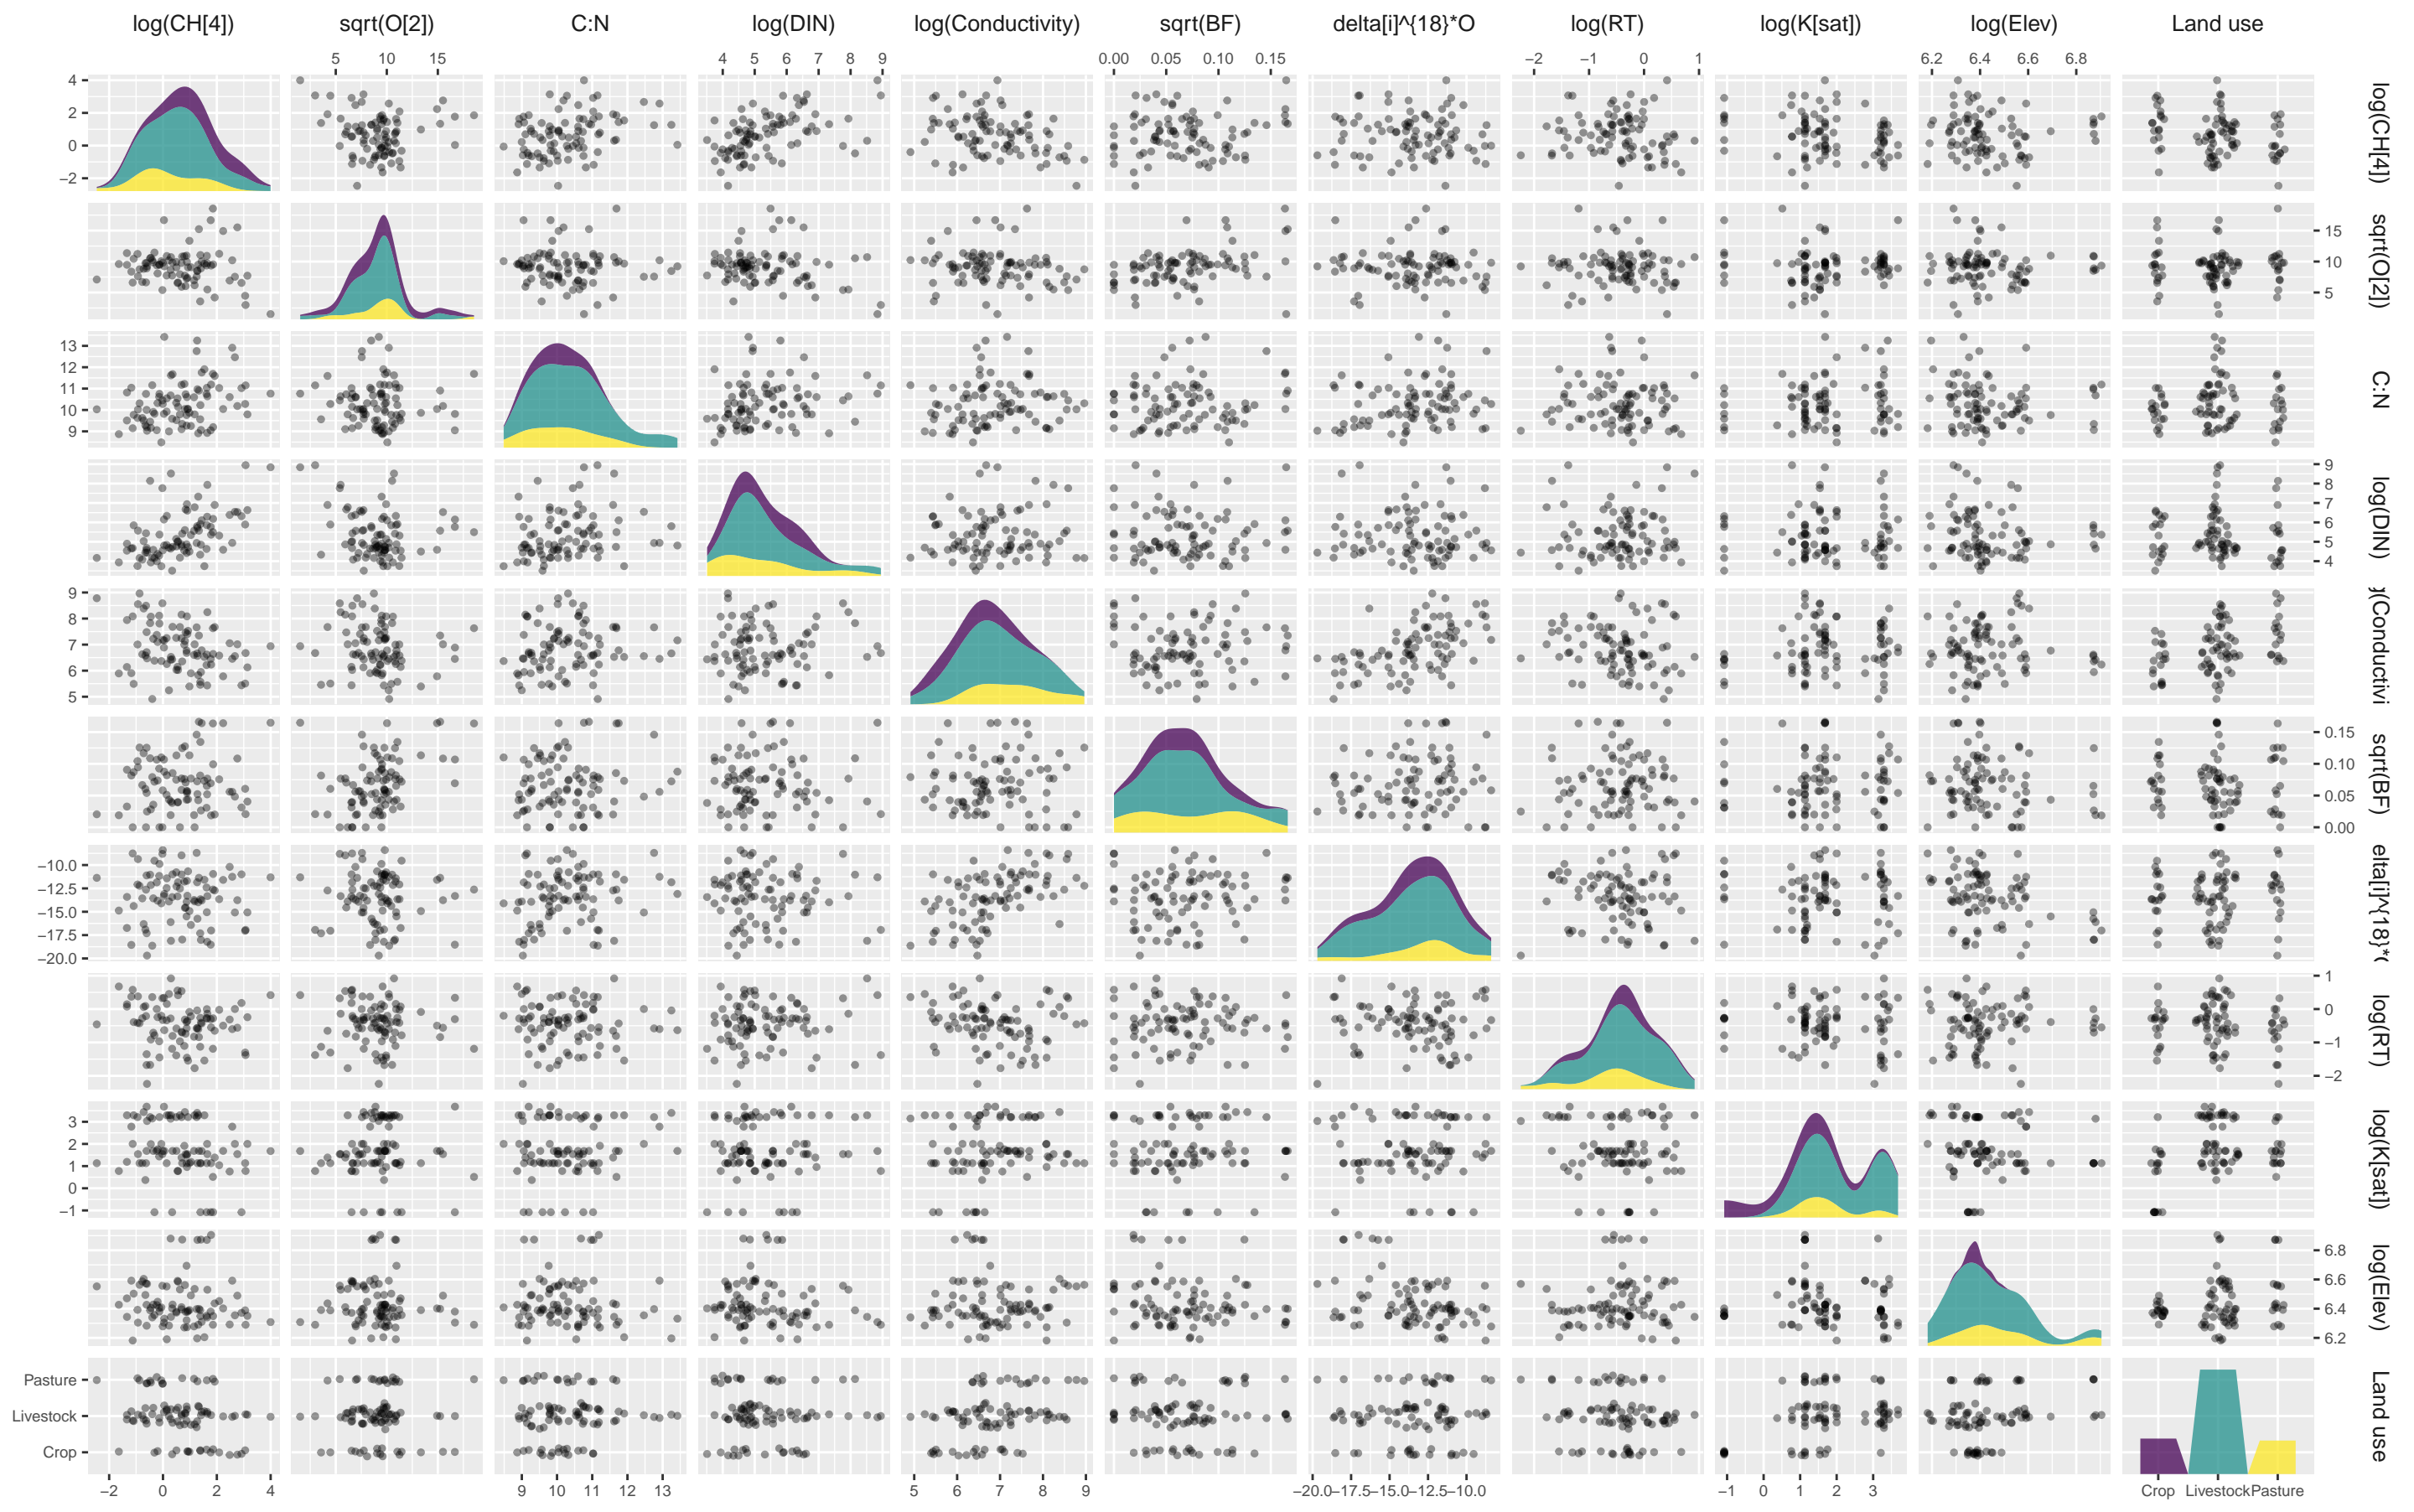 log(CH[4]) sqrt(O[2]) C:N log(DIN) log(Conductivity) sqrt(BF) delta[i]^{18}*O log(RT) log(K[sat]) log(Elev) Land use
5 10 15 4 5 6 7 8 9 0.00 0.05 0.10 0.15 −2 −1 0 1 6.2 6.4 6.6 6.8
4
2
0
−2
log(CH[4])
15
10
5
sqrt(O[2])
13
12
11
10
9
C:N
9
8
7
6
5
4
log(DIN)
9
8
7
6
5
g(Conductivi
0.15
0.10
0.05
0.00
sqrt(BF)
−10.0
−12.5
−15.0
−17.5
−20.0
elta[i]^{18}*(
1
0
−1
−2
log(RT)
3
2
1
0
−1
log(K[sat])
6.8
6.6
6.4
6.2
log(Elev)
Pasture
Livestock
Crop
Land use
−2 0 2 4 9 10 11 12 13 5 6 7 8 9 −20.0 −17.5 −15.0 −12.5 −10.0 −1 0 1 2 3 Crop Livestock Pasture